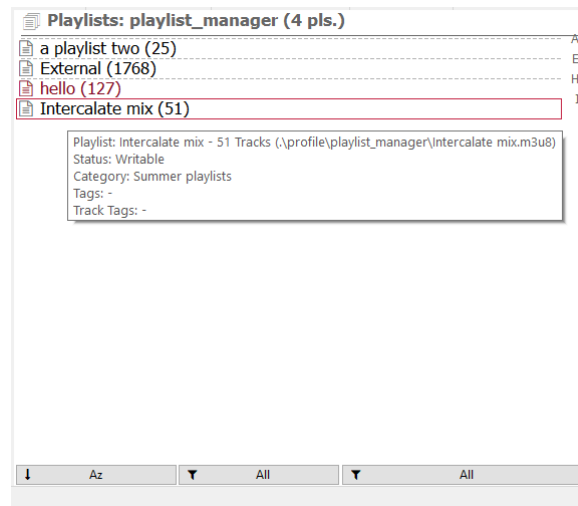 Playlists: playlist_manager (4 pls.)
a playlist two (25)
External (1768)
hello (127)
Intercalate mix (51)
A
E
H
I
Playlist: Intercalate mix - 51 Tracks (.\profile\playlist_manager\Intercalate mix.m3u8)
Status: Writable
Category: Summer playlists
Tags: -
Track Tags: -
Az
All
All